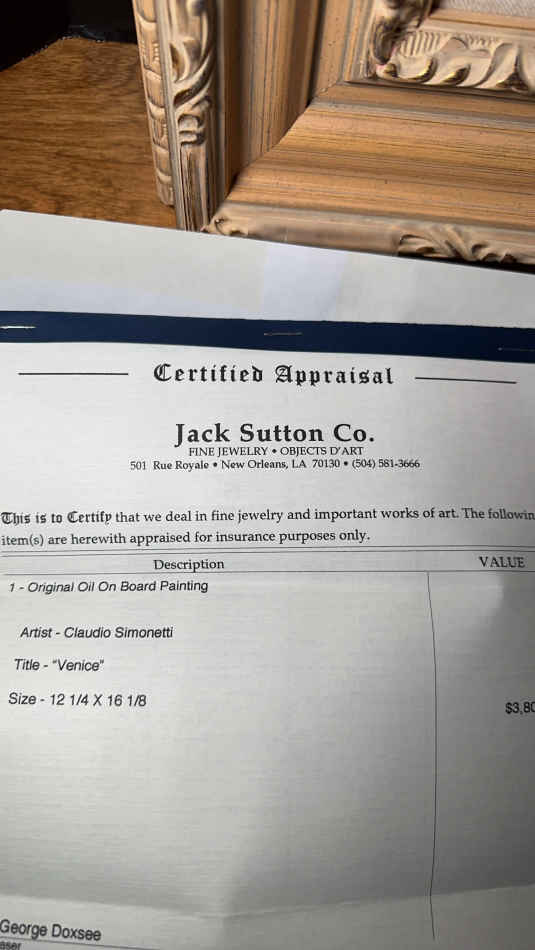 Certified Appraisal
Jack Sutton Co.
FINE JEWELRY • OBJECTS D'ART
501 Rue Royale • New Orleans, LA 70130 • (504) 581-3666
This is to Certify that we deal in fine jewelry and important works of art. The followin
item(s) are herewith appraised for insurance purposes only.
Description VALUE
1 - Original Oil On Board Painting
Artist - Claudio Simonetti
Title - "Venice"
Size - 12 1/4 X 16 1/8
$3,80
George Doxsee
aser